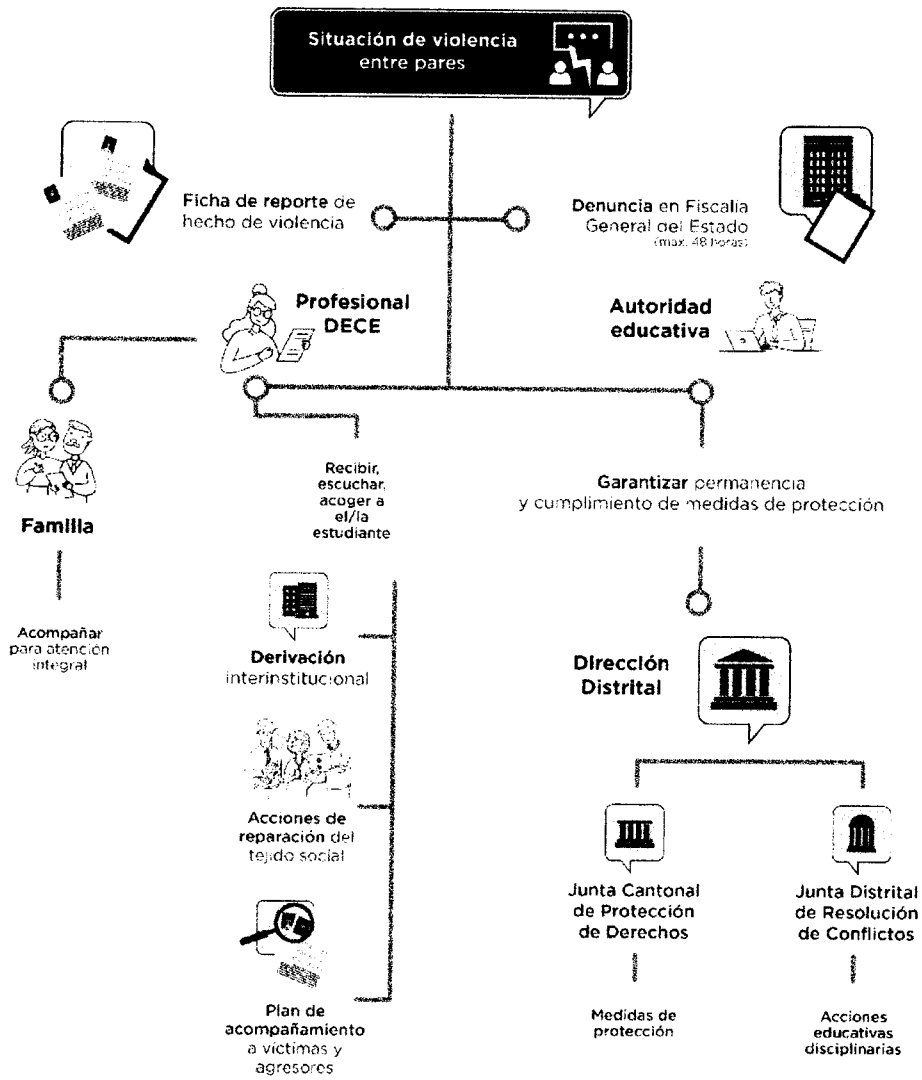 Situación de violencia
entre pares
Ficha de reporte de
hecho de violencia
Denuncia en Fiscalía
General del Estado
(max. 48 horas)
Profesional
DECE
Autoridad
educativa
Familia
Acompañar
para atención
integral
Recibir,
escuchar,
acoger a
el/la
estudiante
Garantizar permanencia
y cumplimiento de medidas de protección
Derivación
interinstitucional
Acciones de
reparación del
tejido social
Plan de
acompañamiento
a víctimas y
agresores
Dirección
Distrital
Junta Cantonal
de Protección
de Derechos
Medidas de
protección
Junta Distrital
de Resolución
de Conflictos
Acciones
educativas
disciplinarias